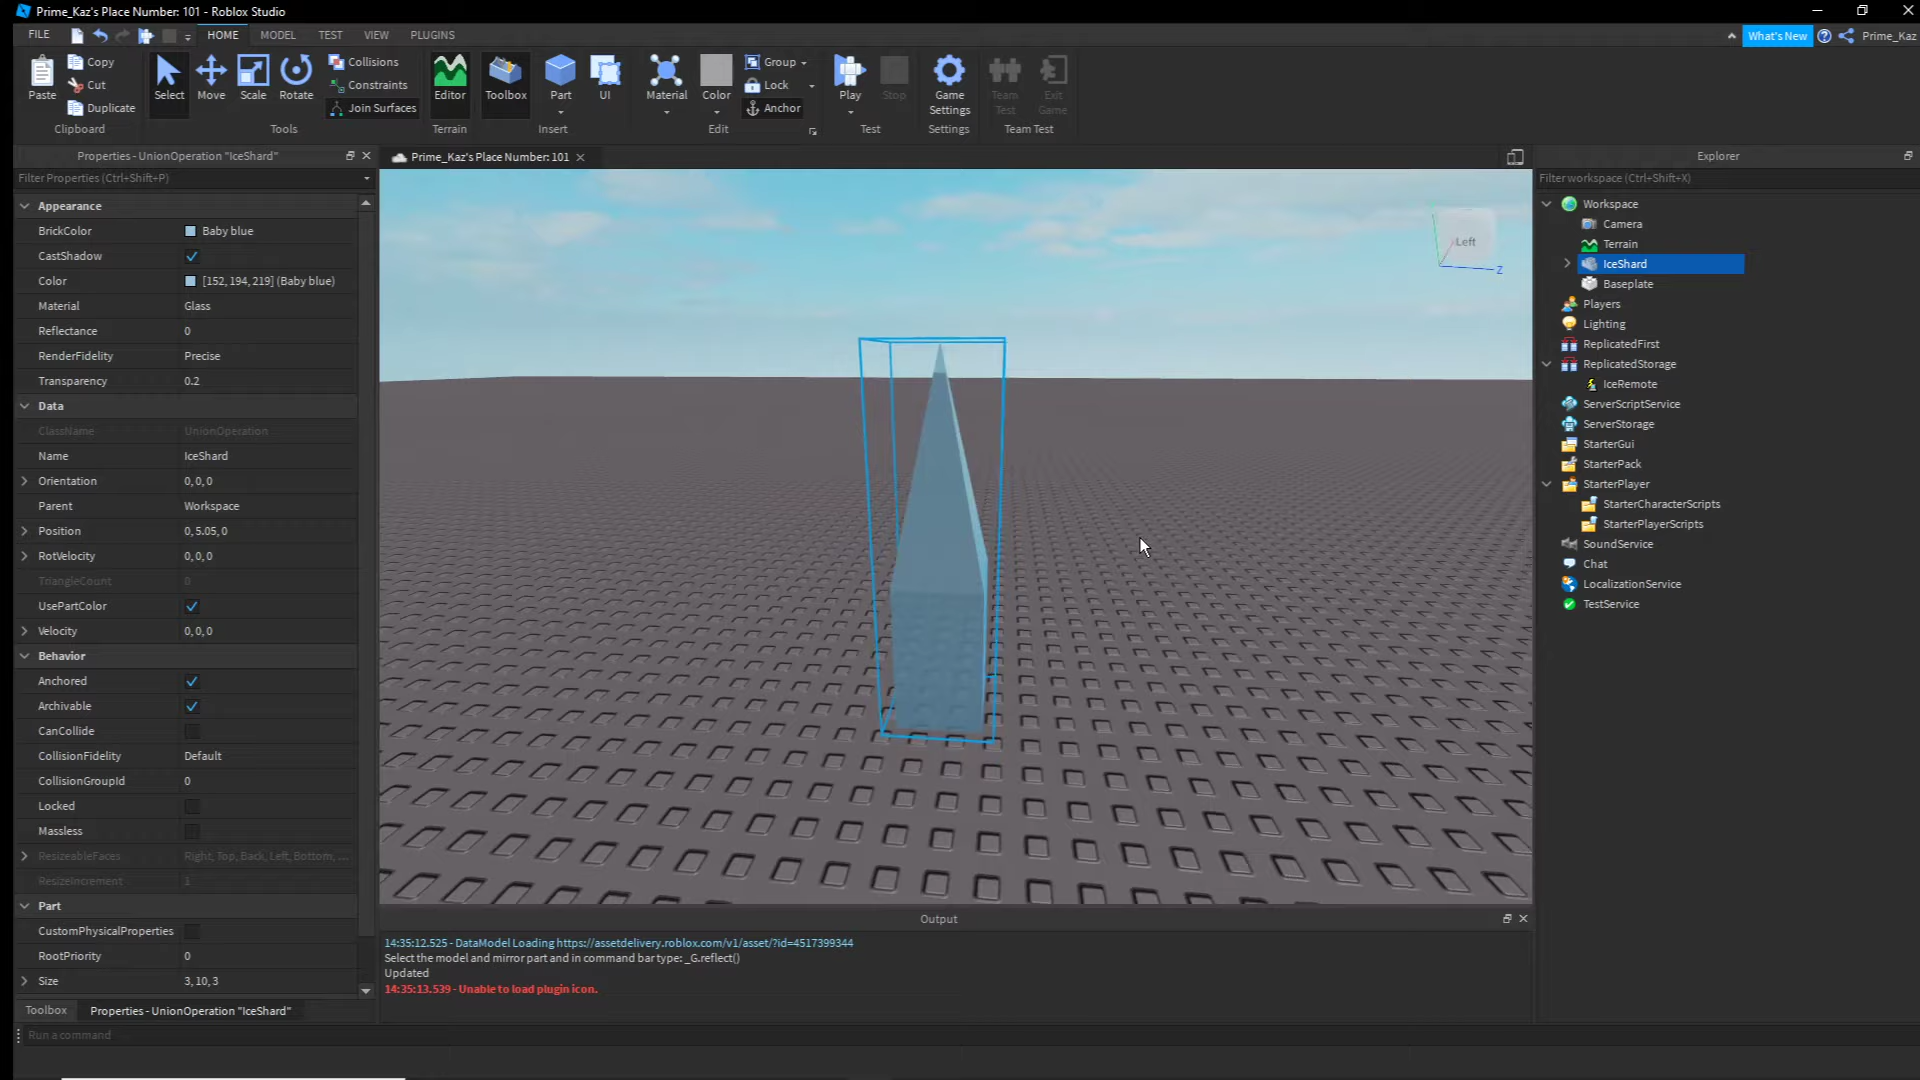 Prime_Kaz's Place Number: 101 - Roblox Studio
FILE HOME MODEL TEST VIEW PLUGINS What's New Prime_Kaz
Paste Copy Cut Duplicate Clipboard
Select Move Scale Rotate Collisions Constraints Join Surfaces Tools
Editor Terrain
Toolbox Part UI Insert
Material Color Group Lock Anchor Edit
Play Stop Test
Game Settings Settings
Team Test Exit Game Team Test
Properties - UnionOperation "IceShard"
Filter Properties (Ctrl+Shift+P)
Appearance
BrickColor Baby blue
CastShadow
Color [152, 194, 219] (Baby blue)
Material Glass
Reflectance 0
RenderFidelity Precise
Transparency 0.2
Data
ClassName UnionOperation
Name IceShard
Orientation 0, 0, 0
Parent Workspace
Position 0, 5.05, 0
RotVelocity 0, 0, 0
TriangleCount 0
UsePartColor
Velocity 0, 0, 0
Behavior
Anchored
Archivable
CanCollide
CollisionFidelity Default
CollisionGroupId 0
Locked
Massless
ResizeableFaces Right, Top, Back, Left, Bottom, ...
ResizeIncrement 1
Part
CustomPhysicalProperties
RootPriority 0
Size 3, 10, 3
Toolbox Properties - UnionOperation "IceShard"
Run a command
Prime_Kaz's Place Number: 101
Left
Z
Output
14:35:12.525 - DataModel Loading https://assetdelivery.roblox.com/v1/asset/?id=4517399344
Select the model and mirror part and in command bar type: _G.reflect()
Updated
14:35:13.539 - Unable to load plugin icon.
Explorer
Filter workspace (Ctrl+Shift+X)
Workspace
Camera
Terrain
IceShard
Baseplate
Players
Lighting
ReplicatedFirst
ReplicatedStorage
IceRemote
ServerScriptService
ServerStorage
StarterGui
StarterPack
StarterPlayer
StarterCharacterScripts
StarterPlayerScripts
SoundService
Chat
LocalizationService
TestService